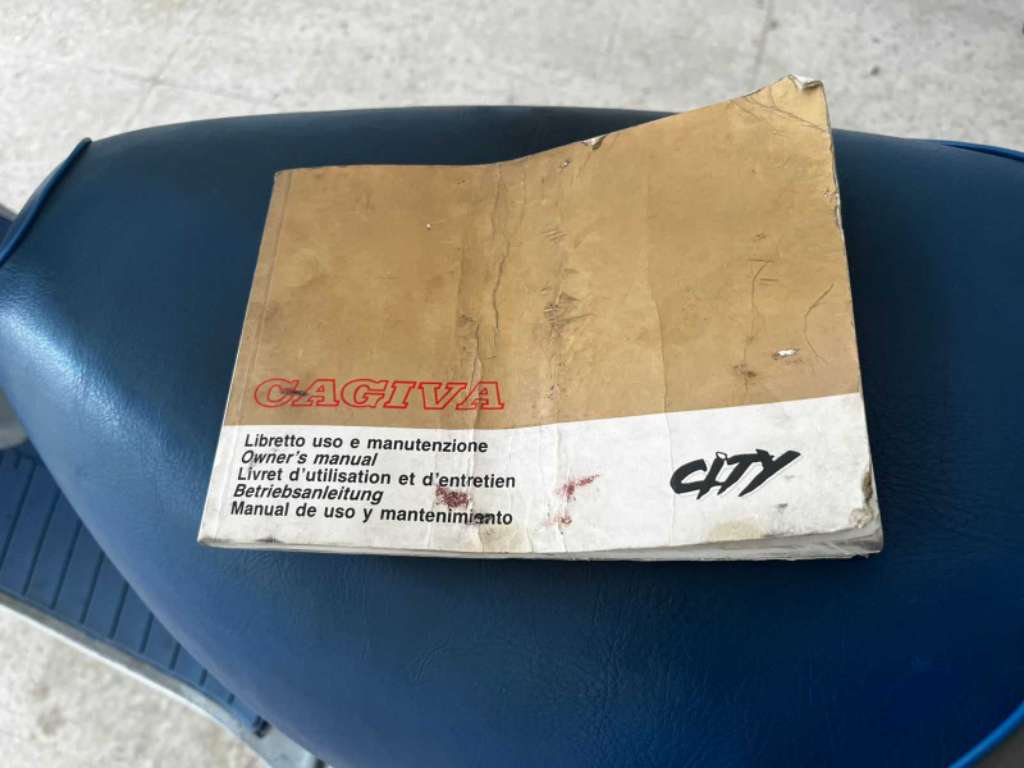 CAGIVA
Libretto uso e manutenzione
Owner's manual
Livret d'utilisation et d'entretien
Betriebsanleitung
Manual de uso y mantenimiento
CITY